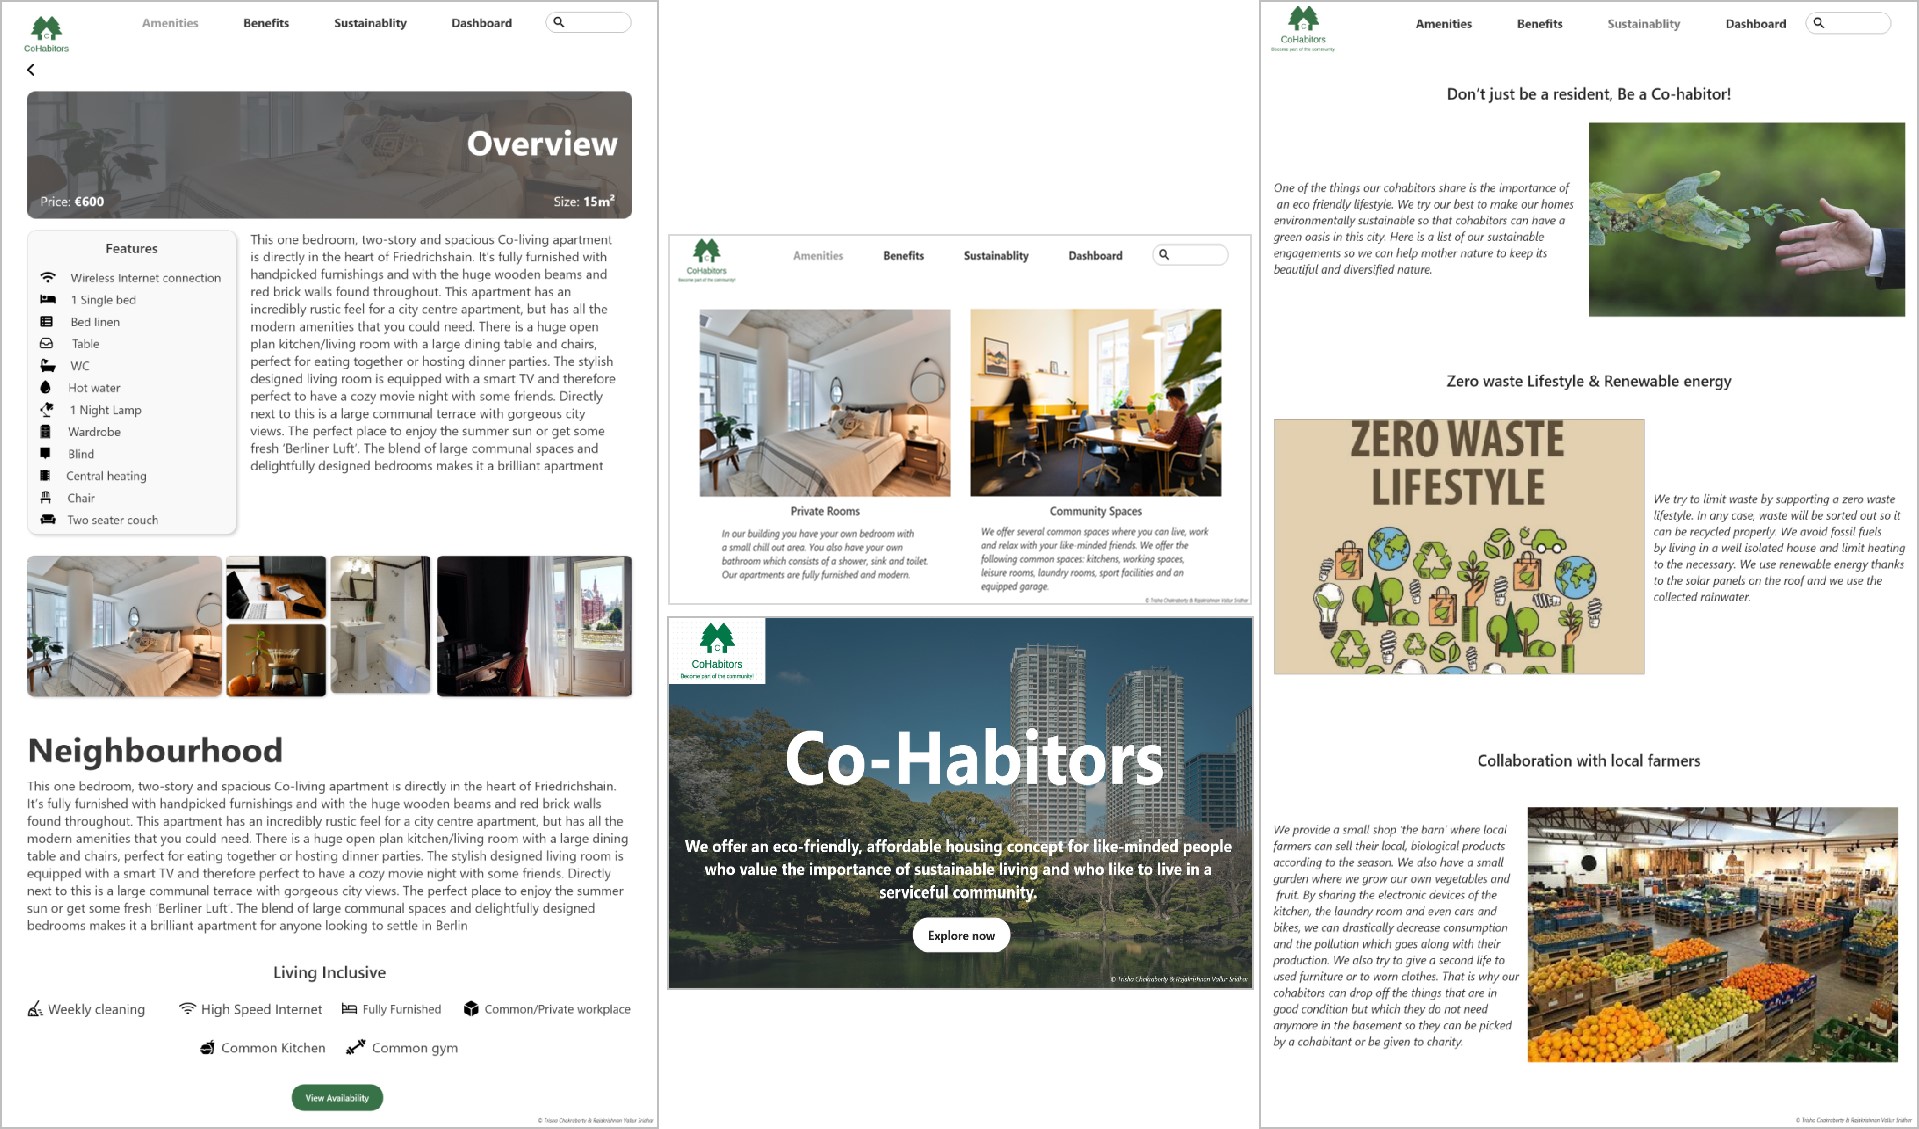 Amenities Benefits Sustainablity Dashboard
CoHabitors
Overview
Price: €600 Size: 15m²
Features
Wireless Internet connection
1 Single bed
Bed linen
Table
WC
Hot water
1 Night Lamp
Wardrobe
Blind
Central heating
Chair
Two seater couch
This one bedroom, two-story and spacious Co-living apartment
is directly in the heart of Friedrichshain. It's fully furnished with
handpicked furnishings and with the huge wooden beams and
red brick walls found throughout. This apartment has an
incredibly rustic feel for a city centre apartment, but has all the
modern amenities that you could need. There is a huge open
plan kitchen/living room with a large dining table and chairs,
perfect for eating together or hosting dinner parties. The stylish
designed living room is equipped with a smart TV and therefore
perfect to have a cozy movie night with some friends. Directly
next to this is a large communal terrace with gorgeous city
views. The perfect place to enjoy the summer sun or get some
fresh 'Berliner Luft'. The blend of large communal spaces and
delightfully designed bedrooms makes it a brilliant apartment
Neighbourhood
This one bedroom, two-story and spacious Co-living apartment is directly in the heart of Friedrichshain.
It's fully furnished with handpicked furnishings and with the huge wooden beams and red brick walls
found throughout. This apartment has an incredibly rustic feel for a city centre apartment, but has all the
modern amenities that you could need. There is a huge open plan kitchen/living room with a large dining
table and chairs, perfect for eating together or hosting dinner parties. The stylish designed living room is
equipped with a smart TV and therefore perfect to have a cozy movie night with some friends. Directly
next to this is a large communal terrace with gorgeous city views. The perfect place to enjoy the summer
sun or get some fresh 'Berliner Luft'. The blend of large communal spaces and delightfully designed
bedrooms makes it a brilliant apartment for anyone looking to settle in Berlin
Living Inclusive
Weekly cleaning High Speed Internet Fully Furnished Common/Private workplace
Common Kitchen Common gym
View Availability
© Trisha Chakraborty & Rajakrishnan Vallur Sridhar
Amenities Benefits Sustainablity Dashboard
CoHabitors
Become part of the community!
Private Rooms
In our building you have your own bedroom with
a small chill out area. You also have your own
bathroom which consists of a shower, sink and toilet.
Our apartments are fully furnished and modern.
Community Spaces
We offer several common spaces where you can live, work
and relax with your like-minded friends. We offer the
following common spaces: kitchens, working spaces,
leisure rooms, laundry rooms, sport facilities and an
equipped garage.
© Trisha Chakraborty & Rajakrishnan Vallur Sridhar
CoHabitors
Become part of the community!
Co-Habitors
We offer an eco-friendly, affordable housing concept for like-minded people
who value the importance of sustainable living and who like to live in a
serviceful community.
Explore now
© Trisha Chakraborty & Rajakrishnan Vallur Sridhar
Amenities Benefits Sustainablity Dashboard
CoHabitors
Become part of the community
Don't just be a resident, Be a Co-habitor!
One of the things our cohabitors share is the importance of
an eco friendly lifestyle. We try our best to make our homes
environmentally sustainable so that cohabitors can have a
green oasis in this city. Here is a list of our sustainable
engagements so we can help mother nature to keep its
beautiful and diversified nature.
Zero waste Lifestyle & Renewable energy
ZERO WASTE
LIFESTYLE
We try to limit waste by supporting a zero waste
lifestyle. In any case, waste will be sorted out so it
can be recycled properly. We avoid fossil fuels
by living in a well isolated house and limit heating
to the necessary. We use renewable energy thanks
to the solar panels on the roof and we use the
collected rainwater.
Collaboration with local farmers
We provide a small shop 'the barn' where local
farmers can sell their local, biological products
according to the season. We also have a small
garden where we grow our own vegetables and
fruit. By sharing the electronic devices of the
kitchen, the laundry room and even cars and
bikes, we can drastically decrease consumption
and the pollution which goes along with their
production. We also try to give a second life to
used furniture or to worn clothes. That is why our
cohabitors can drop off the things that are in
good condition but which they do not need
anymore in the basement so they can be picked
by a cohabitant or be given to charity.
© Trisha Chakraborty & Rajakrishnan Vallur Sridhar